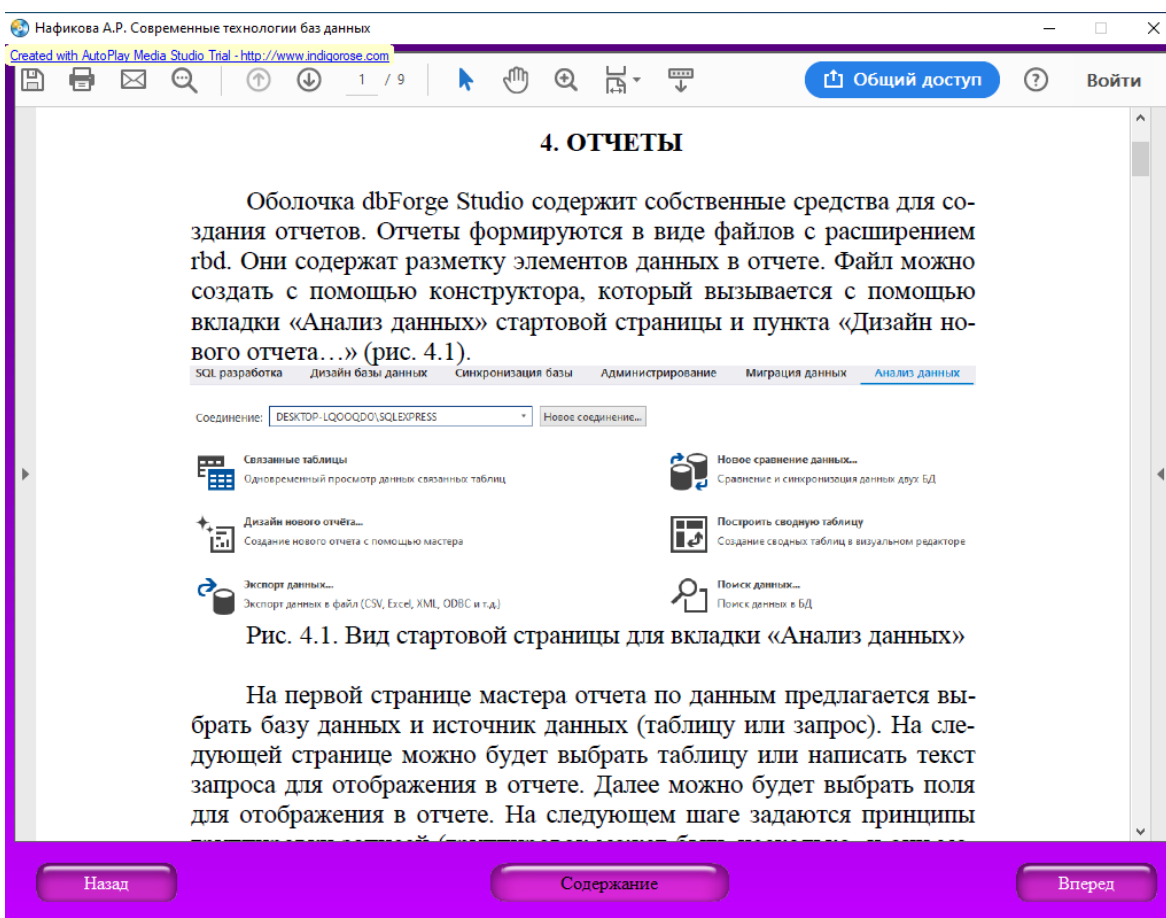 Нафикова А.Р. Современные технологии баз данных
Created with AutoPlay Media Studio Trial - http://www.indigorose.com
1 / 9
Общий доступ
Войти
4. ОТЧЕТЫ
Оболочка dbForge Studio содержит собственные средства для со-
здания отчетов. Отчеты формируются в виде файлов с расширением
rbd. Они содержат разметку элементов данных в отчете. Файл можно
создать с помощью конструктора, который вызывается с помощью
вкладки «Анализ данных» стартовой страницы и пункта «Дизайн но-
вого отчета…» (рис. 4.1).
SQL разработка Дизайн базы данных Синхронизация базы Администрирование Миграция данных Анализ данных
Соединение: DESKTOP-LQOOQDO\SQLEXPRESS Новое соединение...
Связанные таблицы
Одновременный просмотр данных связанных таблиц
Новое сравнение данных...
Сравнение и синхронизация данных двух БД
Дизайн нового отчёта...
Создание нового отчета с помощью мастера
Построить сводную таблицу
Создание сводных таблиц в визуальном редакторе
Экспорт данных...
Экспорт данных в файл (CSV, Excel, XML, ODBC и т.д.)
Поиск данных...
Поиск данных в БД
Рис. 4.1. Вид стартовой страницы для вкладки «Анализ данных»
На первой странице мастера отчета по данным предлагается вы-
брать базу данных и источник данных (таблицу или запрос). На сле-
дующей странице можно будет выбрать таблицу или написать текст
запроса для отображения в отчете. Далее можно будет выбрать поля
для отображения в отчете. На следующем шаге задаются принципы
Назад
Содержание
Вперед